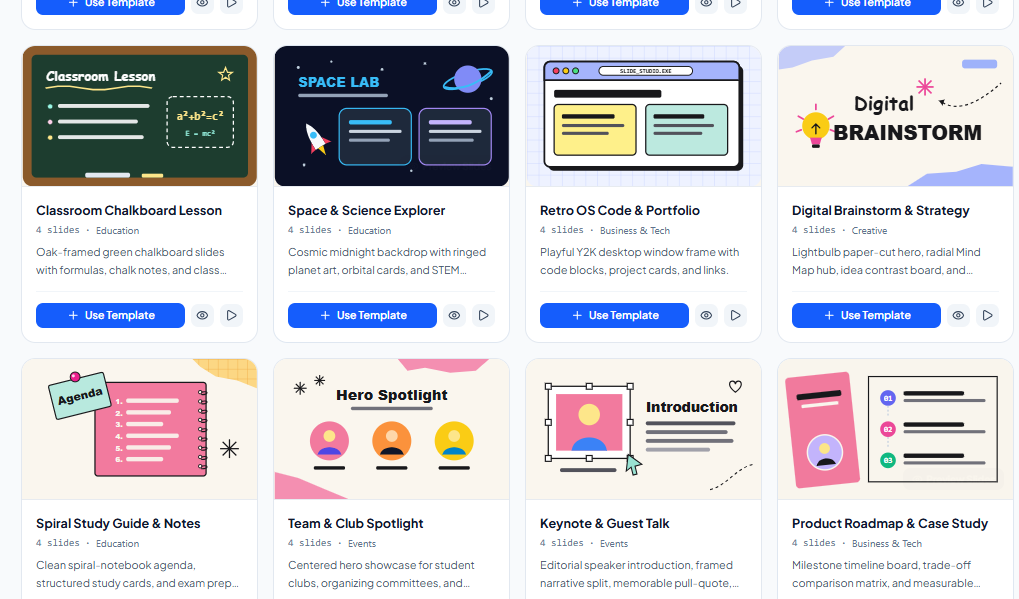 + Use Template
+ Use Template
+ Use Template
+ Use Template
Classroom Lesson
a²+b²=c²
E = mc²
SPACE LAB
SLIDE_STUDIO.EXE
Digital
BRAINSTORM
Classroom Chalkboard Lesson
4 slides · Education
Oak-framed green chalkboard slides
with formulas, chalk notes, and class…
+ Use Template
Space & Science Explorer
4 slides · Education
Cosmic midnight backdrop with ringed
planet art, orbital cards, and STEM…
+ Use Template
Retro OS Code & Portfolio
4 slides · Business & Tech
Playful Y2K desktop window frame with
code blocks, project cards, and links.
+ Use Template
Digital Brainstorm & Strategy
4 slides · Creative
Lightbulb paper-cut hero, radial Mind
Map hub, idea contrast board, and…
+ Use Template
Agenda
1.
2.
3.
4.
5.
6.
Hero Spotlight
Introduction
01
02
03
Spiral Study Guide & Notes
4 slides · Education
Clean spiral-notebook agenda,
structured study cards, and exam prep…
Team & Club Spotlight
4 slides · Events
Centered hero showcase for student
clubs, organizing committees, and…
Keynote & Guest Talk
4 slides · Events
Editorial speaker introduction, framed
narrative split, memorable pull-quote,…
Product Roadmap & Case Study
4 slides · Business & Tech
Milestone timeline board, trade-off
comparison matrix, and measurable…